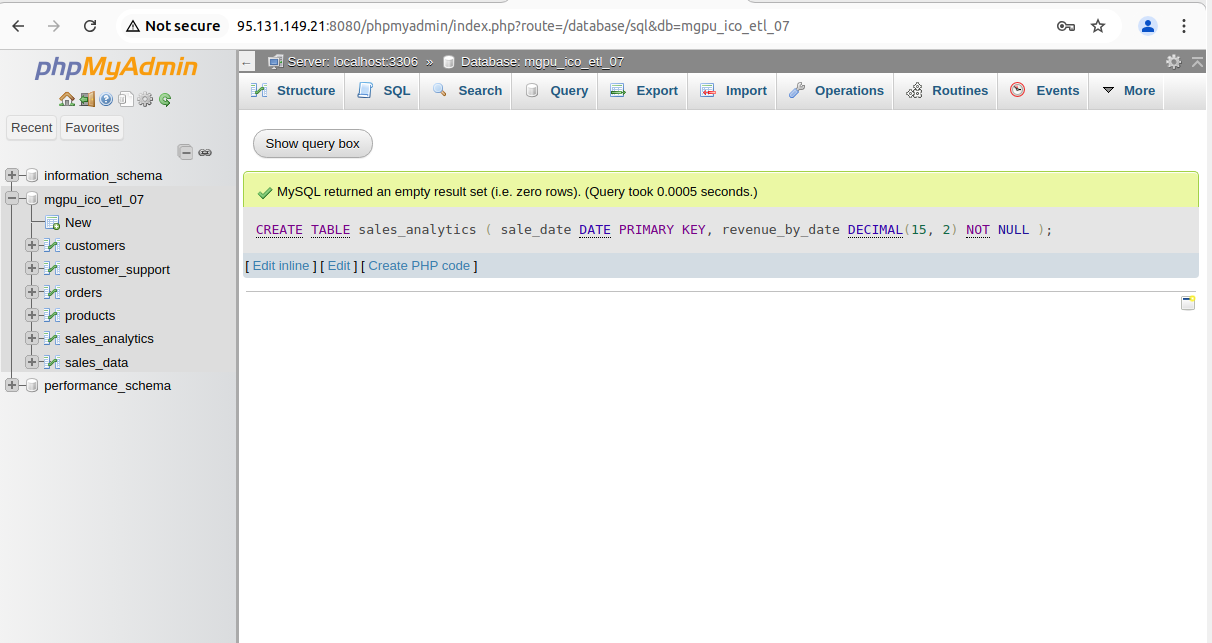 Not secure 95.131.149.21:8080/phpmyadmin/index.php?route=/database/sql&db=mgpu_ico_etl_07
phpMyAdmin
Recent Favorites
information_schema
mgpu_ico_etl_07
New
customers
customer_support
orders
products
sales_analytics
sales_data
performance_schema
Server: localhost:3306 » Database: mgpu_ico_etl_07
Structure SQL Search Query Export Import Operations Routines Events More
Show query box
MySQL returned an empty result set (i.e. zero rows). (Query took 0.0005 seconds.)
CREATE TABLE sales_analytics ( sale_date DATE PRIMARY KEY, revenue_by_date DECIMAL(15, 2) NOT NULL );
[ Edit inline ] [ Edit ] [ Create PHP code ]